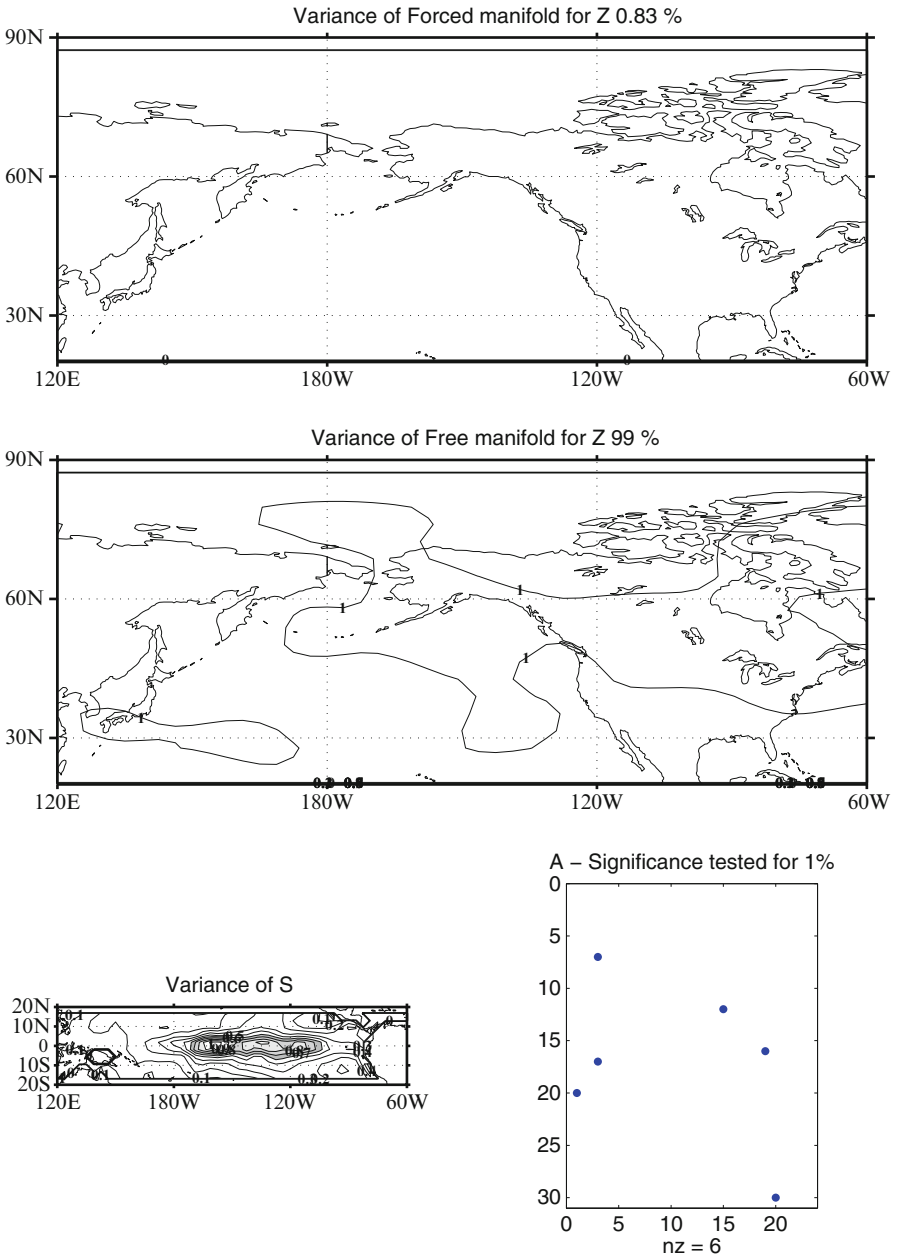 Variance of Forced manifold for Z 0.83 %
90N
60N
30N
0 0
120E 180W 120W 60W
Variance of Free manifold for Z 99 %
90N
60N
30N
1
1
1
1
1
120E 180W 120W 60W
A – Significance tested for 1%
0
5
10
15
20
25
30
0 5 10 15 20
nz = 6
Variance of S
20N
10N
0
10S
20S
0.1
0.1
120E 180W 120W 60W